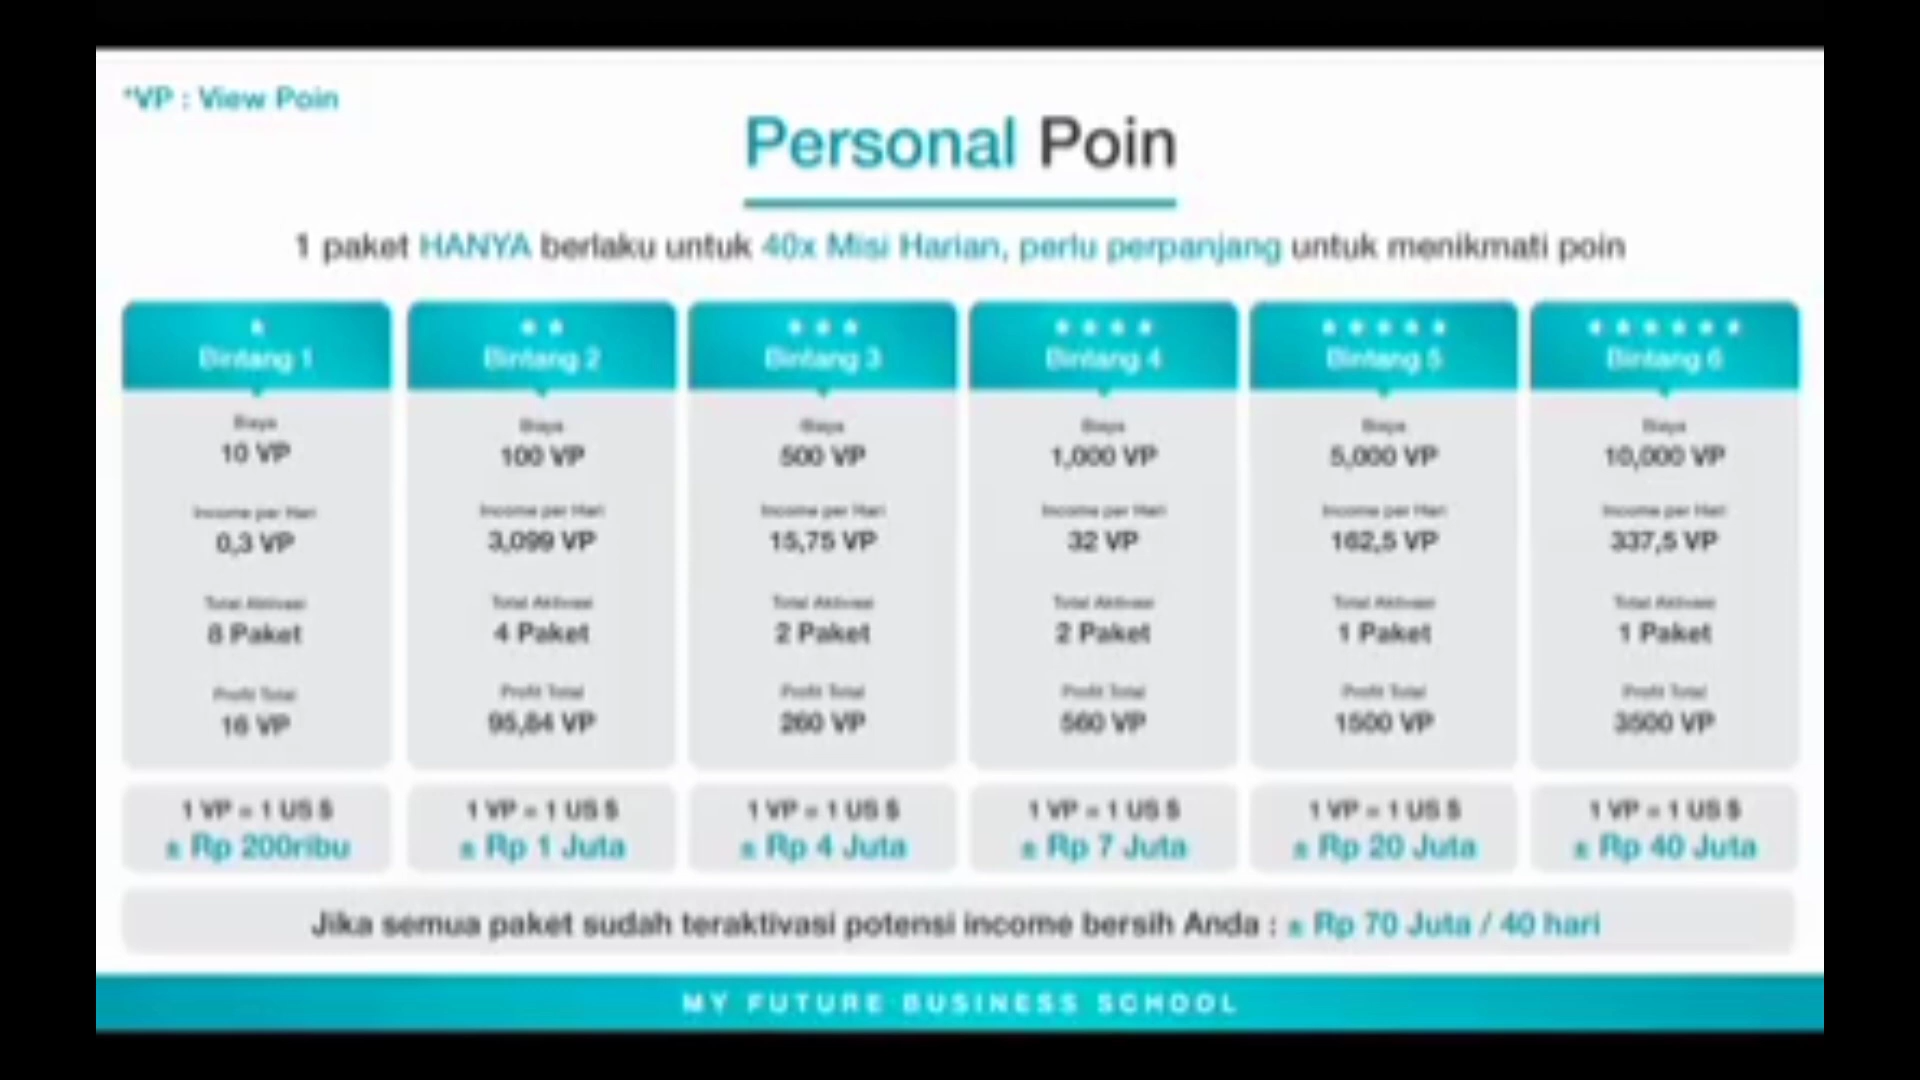 *VP : View Poin
Personal Poin
1 paket HANYA berlaku untuk 40x Misi Harian, perlu perpanjang untuk menikmati poin
Bintang 1
Biaya
10 VP
Income per Hari
0,3 VP
Total Aktivasi
8 Paket
Profit Total
16 VP
1 VP = 1 US $
± Rp 200ribu
Bintang 2
Biaya
100 VP
Income per Hari
3,099 VP
Total Aktivasi
4 Paket
Profit Total
95,84 VP
1 VP = 1 US $
± Rp 1 Juta
Bintang 3
Biaya
500 VP
Income per Hari
15,75 VP
Total Aktivasi
2 Paket
Profit Total
260 VP
1 VP = 1 US $
± Rp 4 Juta
Bintang 4
Biaya
1,000 VP
Income per Hari
32 VP
Total Aktivasi
2 Paket
Profit Total
560 VP
1 VP = 1 US $
± Rp 7 Juta
Bintang 5
Biaya
5,000 VP
Income per Hari
162,5 VP
Total Aktivasi
1 Paket
Profit Total
1500 VP
1 VP = 1 US $
± Rp 20 Juta
Bintang 6
Biaya
10,000 VP
Income per Hari
337,5 VP
Total Aktivasi
1 Paket
Profit Total
3500 VP
1 VP = 1 US $
± Rp 40 Juta
Jika semua paket sudah teraktivasi potensi income bersih Anda : ± Rp 70 Juta / 40 hari
MY FUTURE BUSINESS SCHOOL